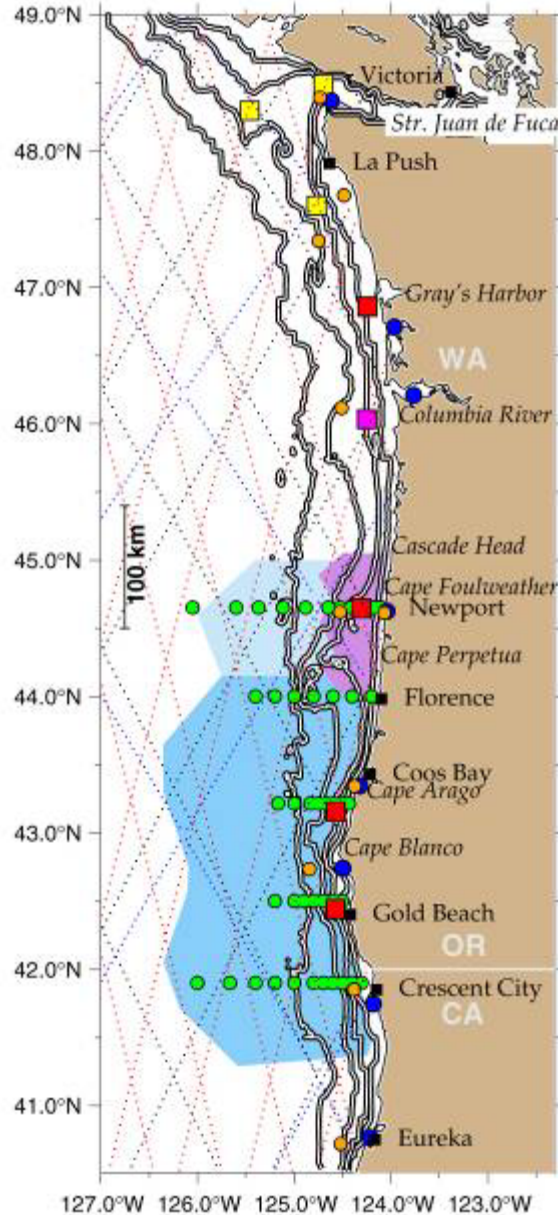 49.0°N
Victoria
Str. Juan de Fuca
48.0°N
La Push
47.0°N
Gray's Harbor
WA
46.0°N
Columbia River
100 km
45.0°N
Cascade Head
Cape Foulweather
Newport
Cape Perpetua
44.0°N
Florence
Coos Bay
Cape Arago
43.0°N
Cape Blanco
Gold Beach
OR
42.0°N
Crescent City
CA
41.0°N
Eureka
127.0°W 126.0°W 125.0°W 124.0°W 123.0°W